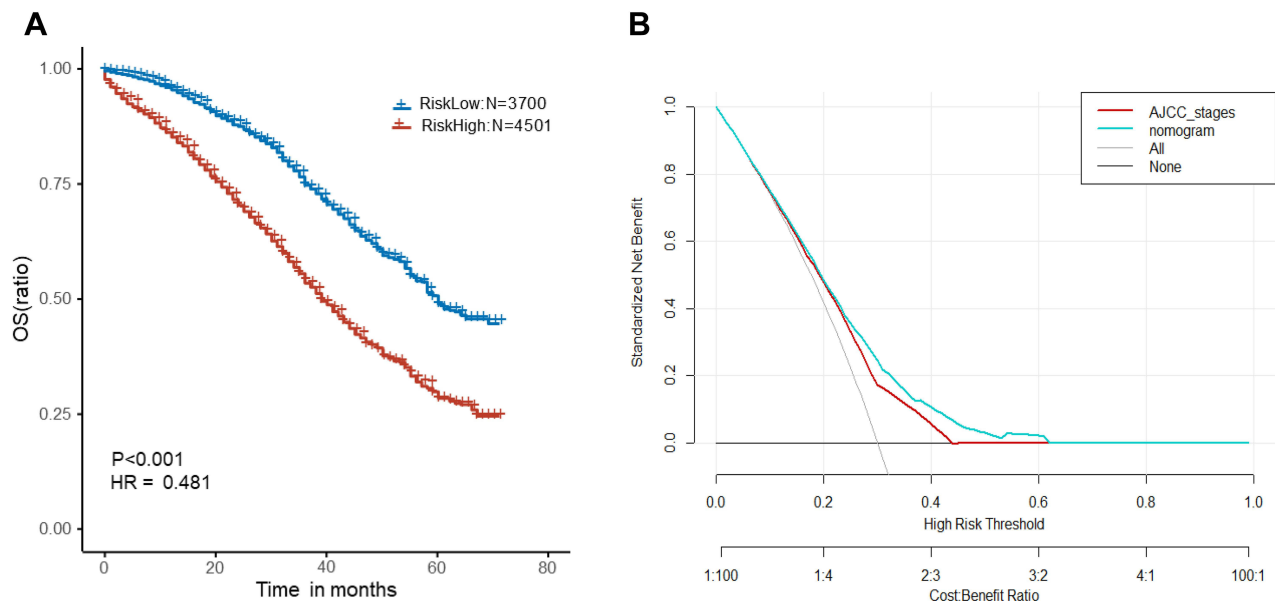 A
1.00
0.75
0.50
0.25
0.00
OS(ratio)
RiskLow:N=3700
RiskHigh:N=4501
P<0.001
HR = 0.481
0
20
40
60
80
Time in months
B
1.0
0.8
0.6
0.4
0.2
0.0
Standardized Net Benefit
AJCC_stages
nomogram
All
None
0.0
0.2
0.4
0.6
0.8
1.0
High Risk Threshold
1:100
1:4
2:3
3:2
4:1
100:1
Cost:Benefit Ratio